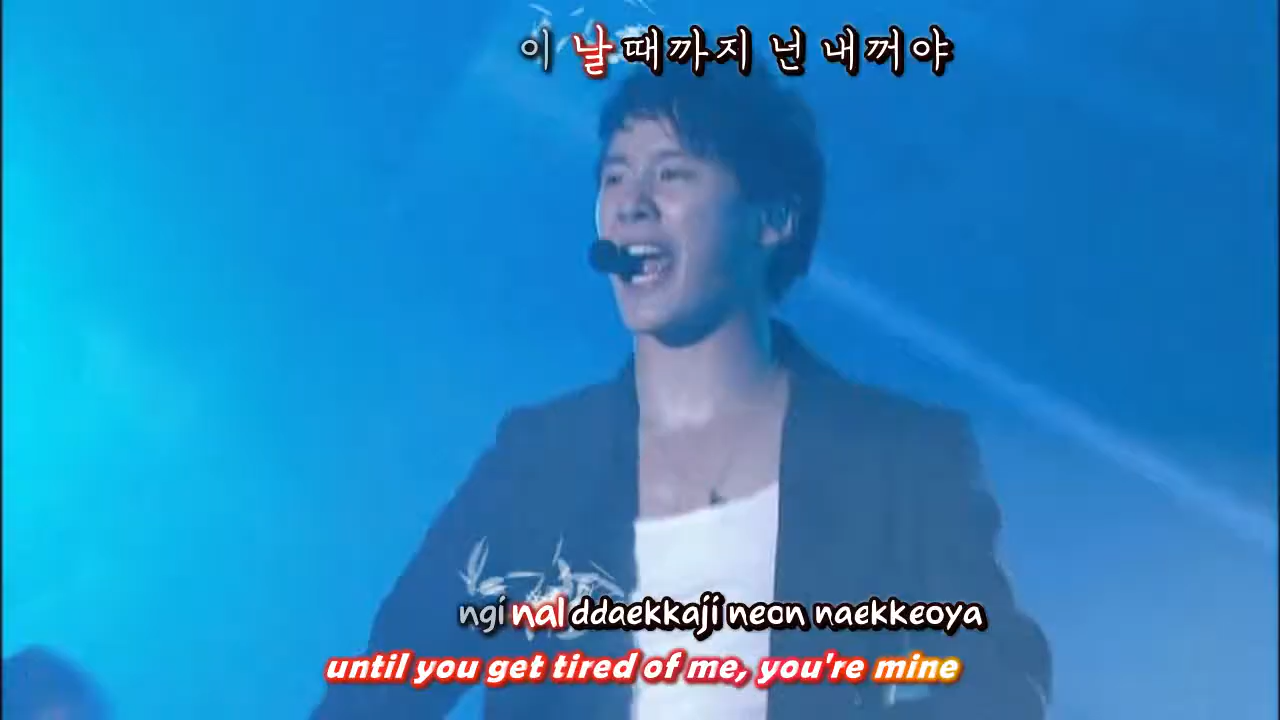 이 날 때까지 넌 내꺼야
ngi nal ddaekkaji neon naekkeoya
until you get tired of me, you're mine